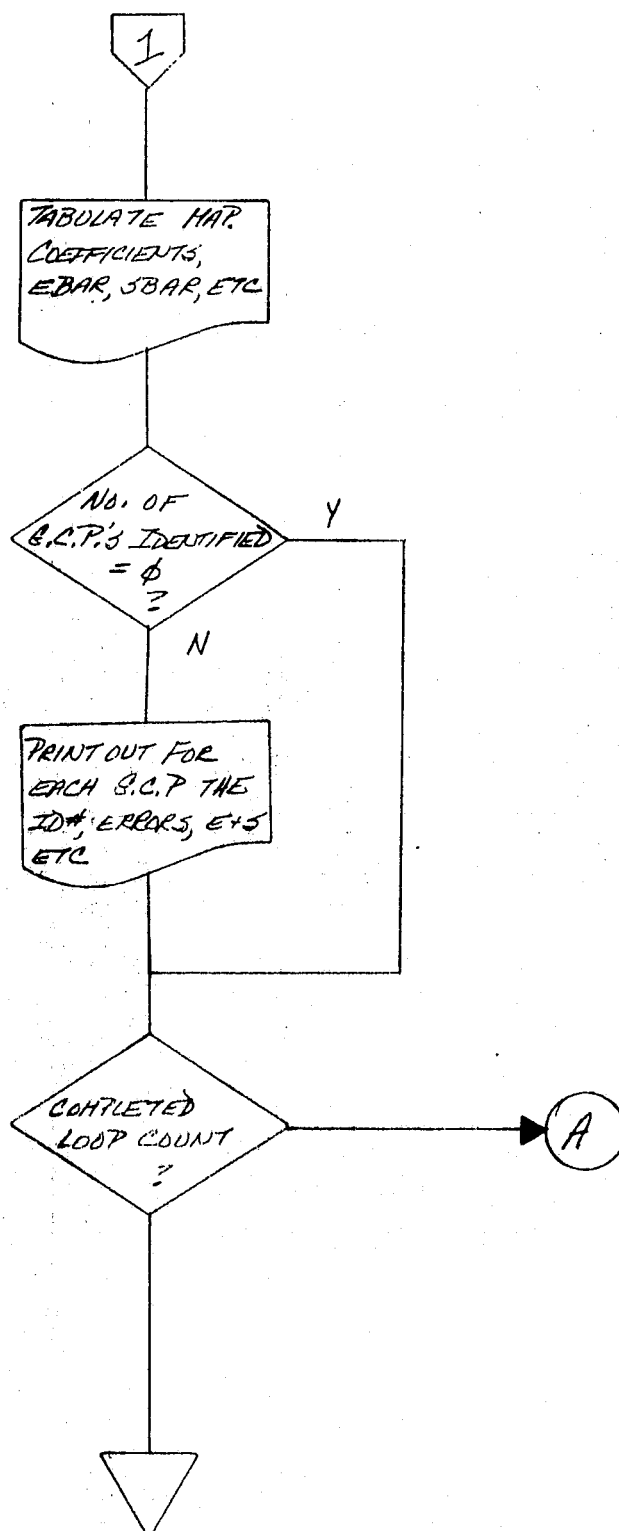 1
TABULATE MAP.
COEFFICIENTS,
EBAR, SBAR, ETC
NO. OF
G.C.P.'S IDENTIFIED
= ϕ
?
Y
N
PRINT OUT FOR
EACH G.C.P THE
ID#, ERRORS, E+S
ETC
COMPLETED
LOOP COUNT
?
A